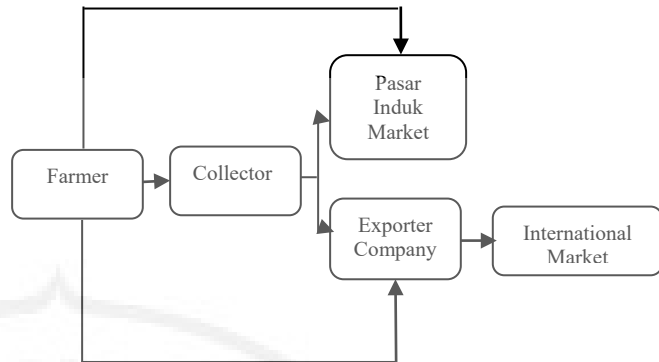 Pasar
Induk
Market
Farmer
Collector
Exporter
Company
International
Market